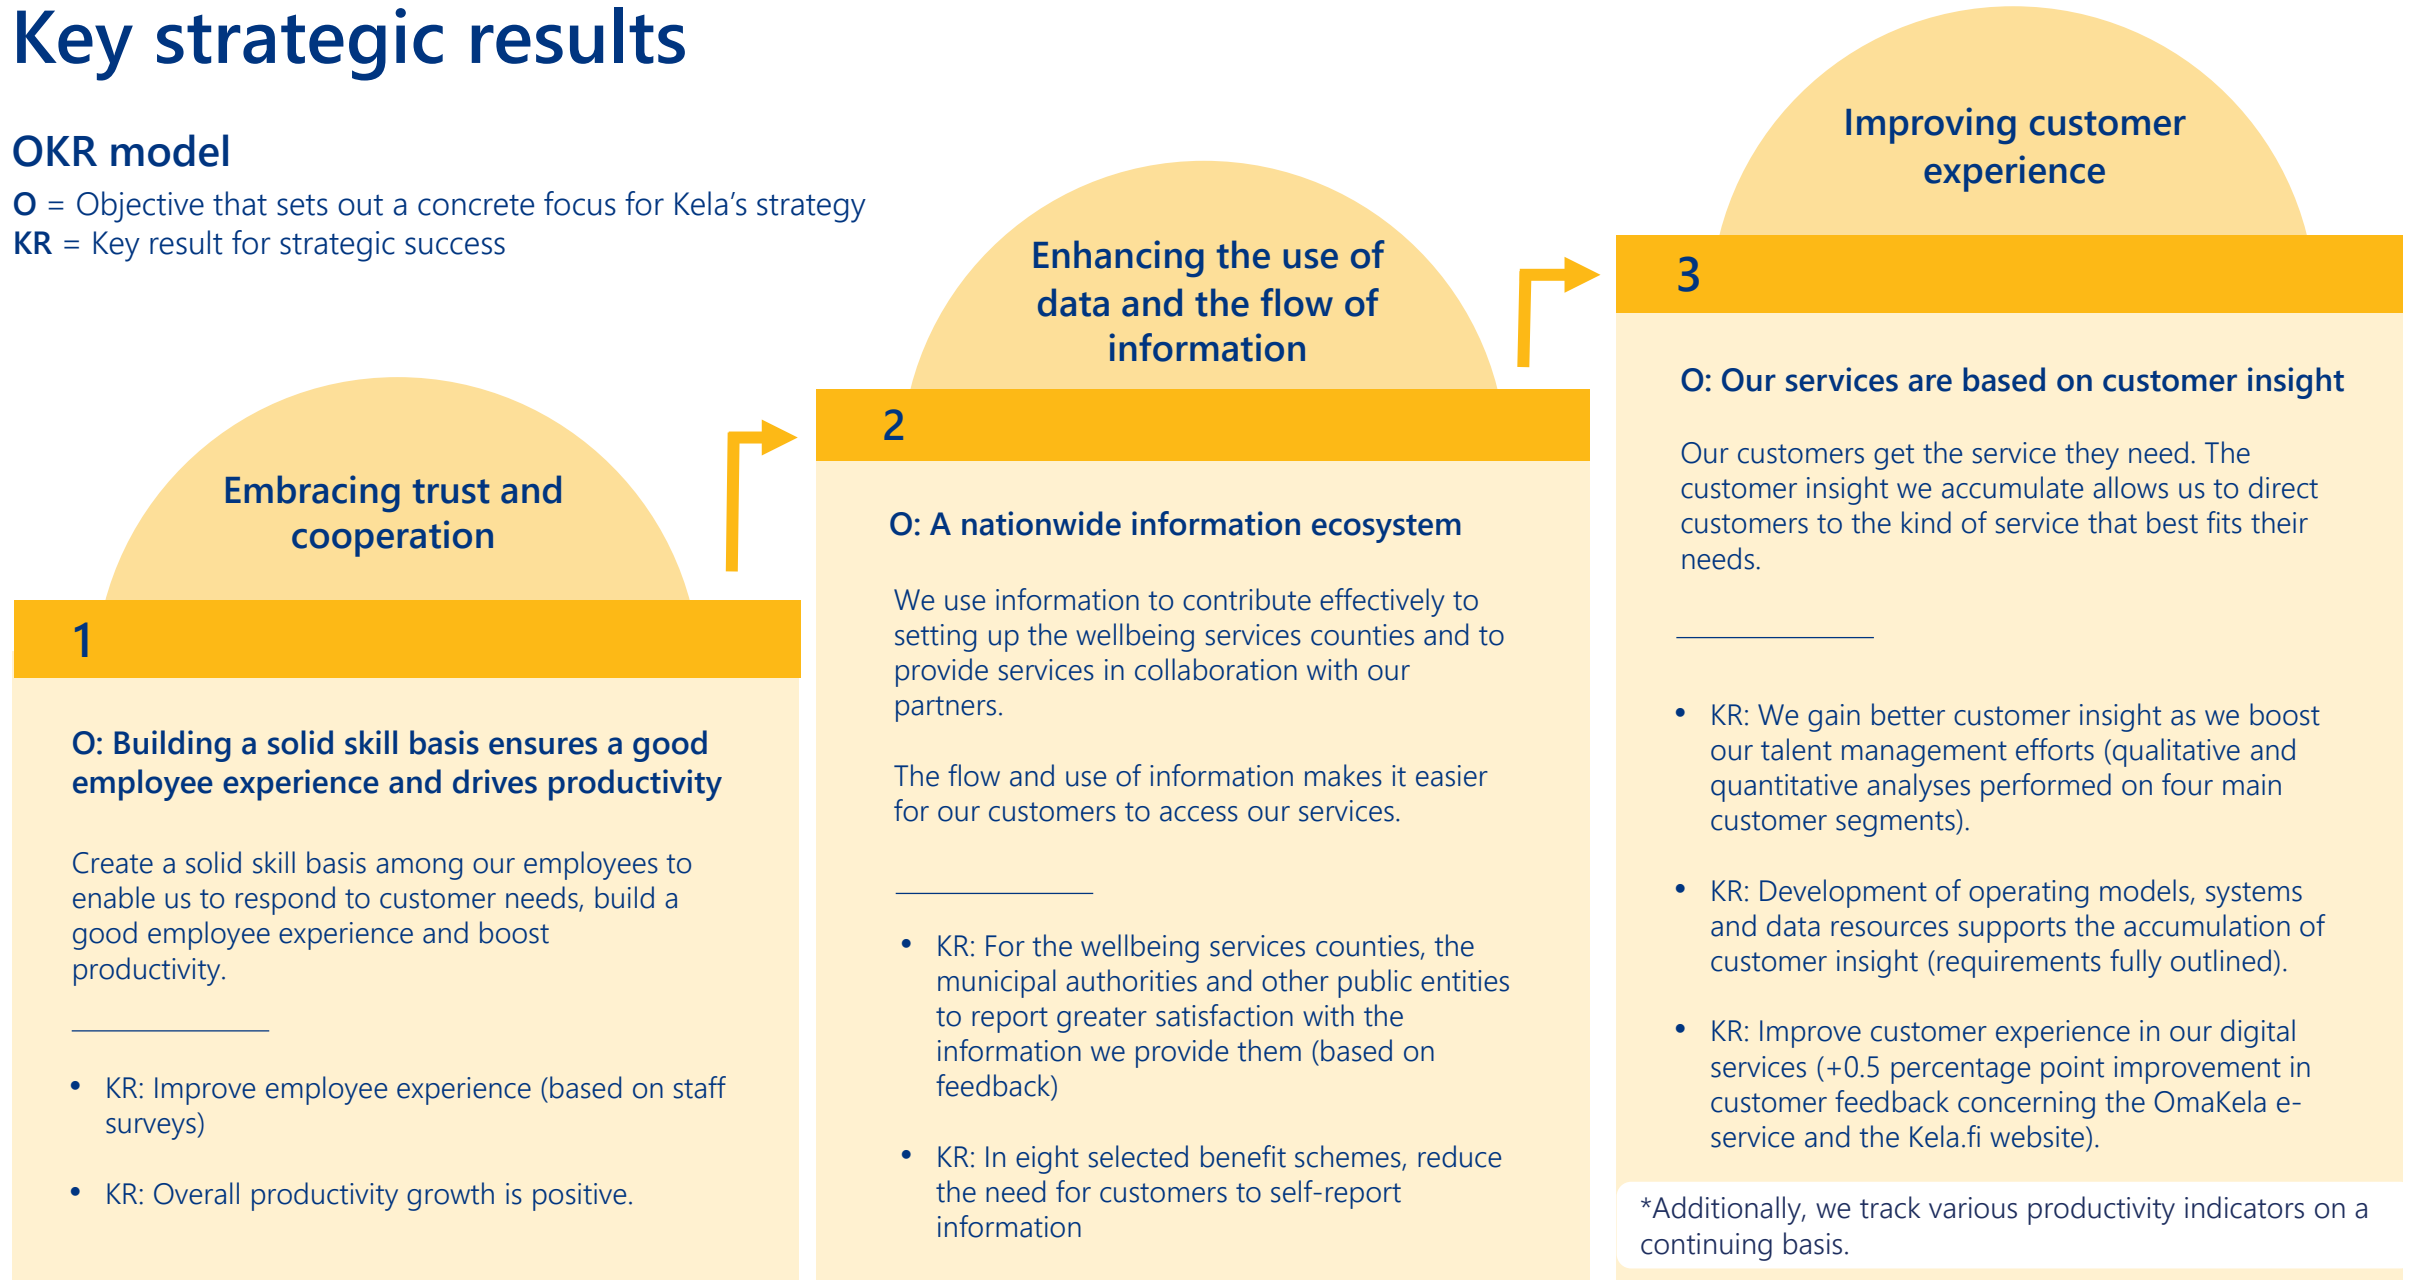 Key strategic results
OKR model
O = Objective that sets out a concrete focus for Kela’s strategy
KR = Key result for strategic success
Embracing trust and
cooperation
1
O: Building a solid skill basis ensures a good
employee experience and drives productivity
Create a solid skill basis among our employees to
enable us to respond to customer needs, build a
good employee experience and boost
productivity.
• KR: Improve employee experience (based on staff
surveys)
• KR: Overall productivity growth is positive.
Enhancing the use of
data and the flow of
information
2
O: A nationwide information ecosystem
We use information to contribute effectively to
setting up the wellbeing services counties and to
provide services in collaboration with our
partners.
The flow and use of information makes it easier
for our customers to access our services.
• KR: For the wellbeing services counties, the
municipal authorities and other public entities
to report greater satisfaction with the
information we provide them (based on
feedback)
• KR: In eight selected benefit schemes, reduce
the need for customers to self-report
information
Improving customer
experience
3
O: Our services are based on customer insight
Our customers get the service they need. The
customer insight we accumulate allows us to direct
customers to the kind of service that best fits their
needs.
• KR: We gain better customer insight as we boost
our talent management efforts (qualitative and
quantitative analyses performed on four main
customer segments).
• KR: Development of operating models, systems
and data resources supports the accumulation of
customer insight (requirements fully outlined).
• KR: Improve customer experience in our digital
services (+0.5 percentage point improvement in
customer feedback concerning the OmaKela e-
service and the Kela.fi website).
*Additionally, we track various productivity indicators on a
continuing basis.